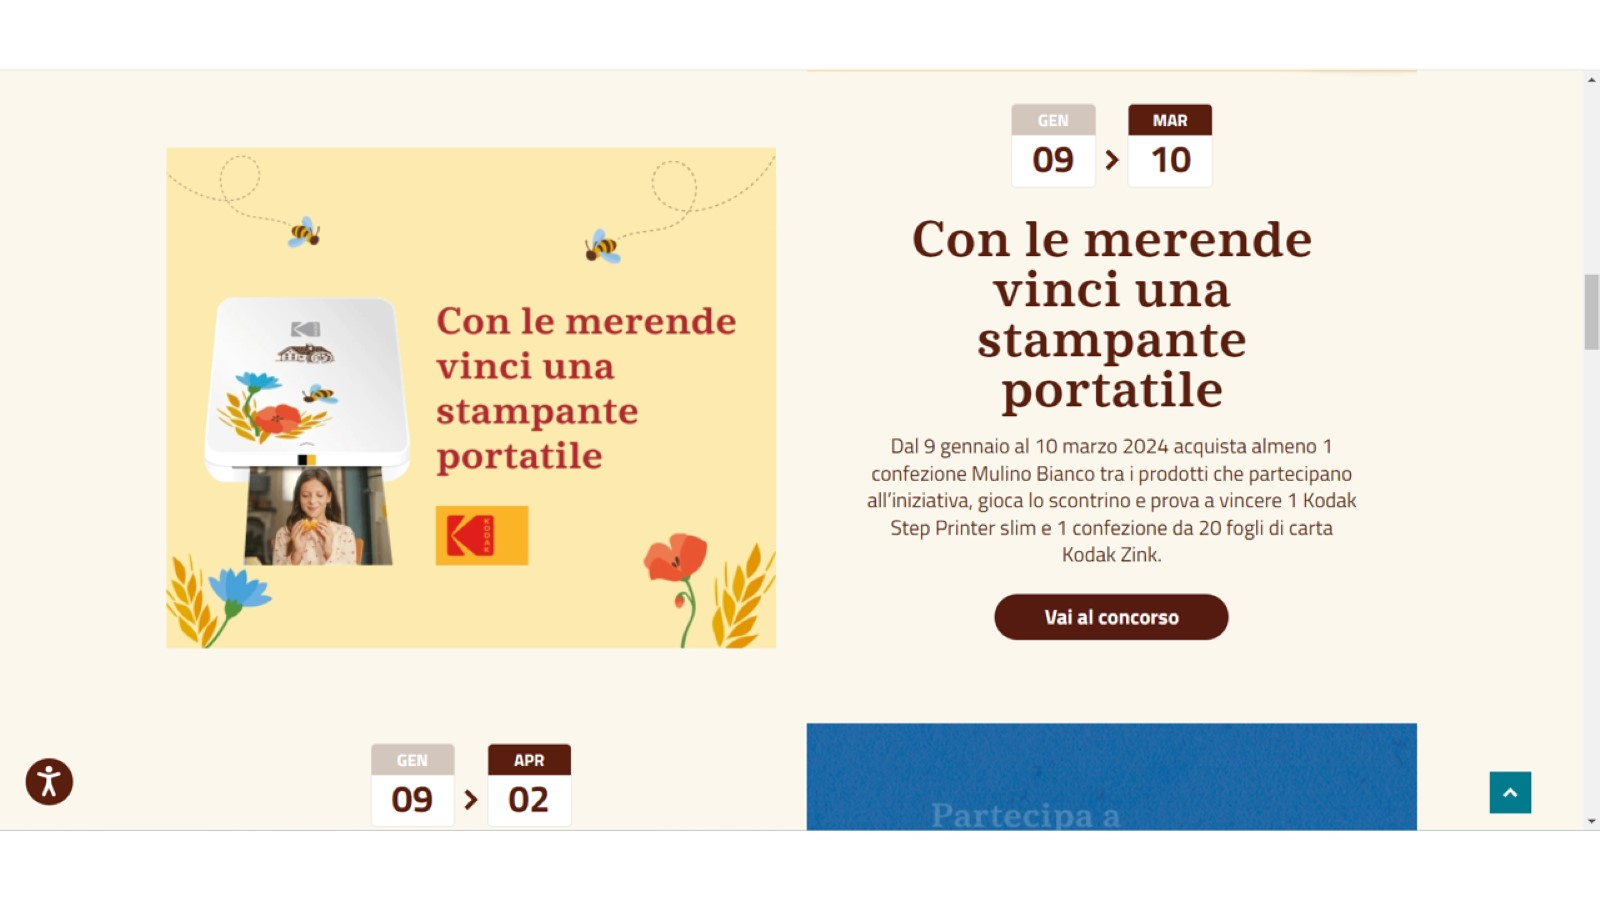 GEN
MAR
09
10
Con le merende
vinci una
stampante
portatile
Dal 9 gennaio al 10 marzo 2024 acquista almeno 1
confezione Mulino Bianco tra i prodotti che partecipano
all’iniziativa, gioca lo scontrino e prova a vincere 1 Kodak
Step Printer slim e 1 confezione da 20 fogli di carta
Kodak Zink.
Vai al concorso
Con le merende
vinci una
stampante
portatile
KODAK
GEN
APR
09
02
Partecipa a